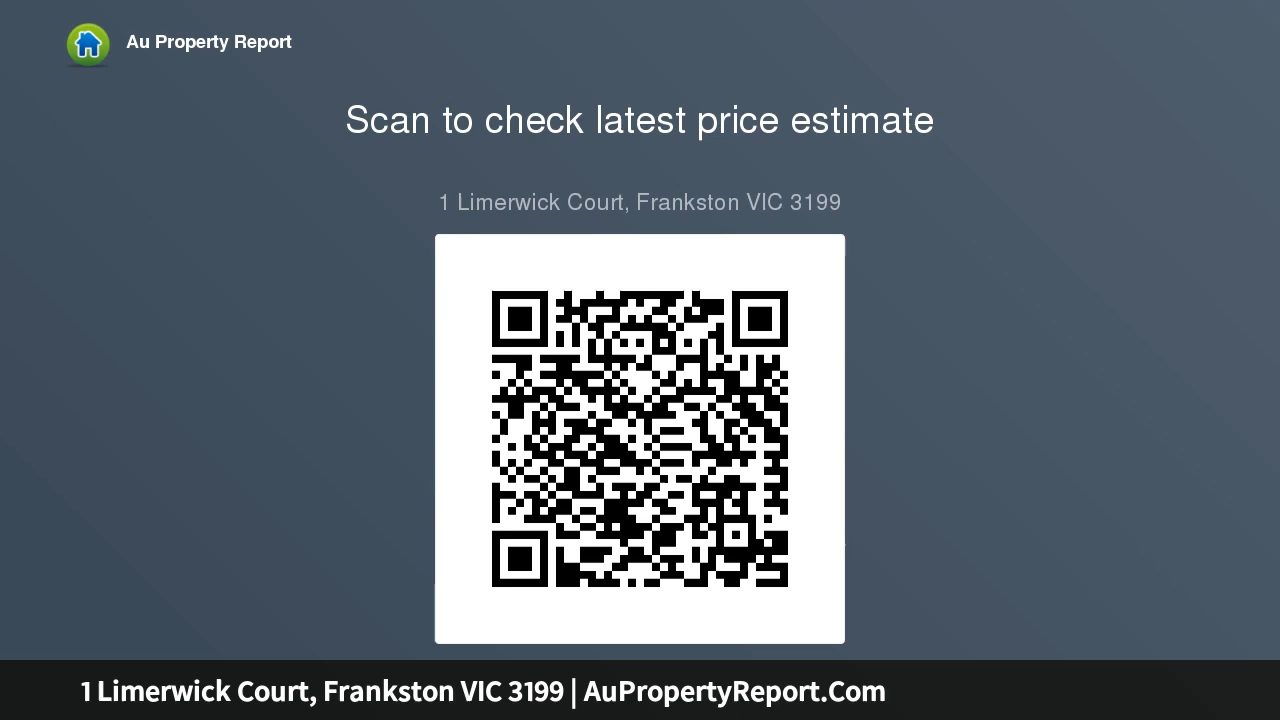 Au Property Report
Scan to check latest price estimate
1 Limerwick Court, Frankston VIC 3199
1 Limerwick Court, Frankston VIC 3199 | AuPropertyReport.Com